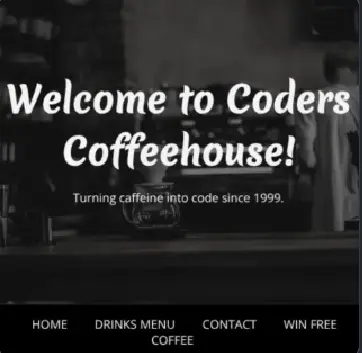 Welcome to Coders
Coffeehouse!
Turning caffeine into code since 1999.
HOME DRINKS MENU CONTACT WIN FREE
COFFEE